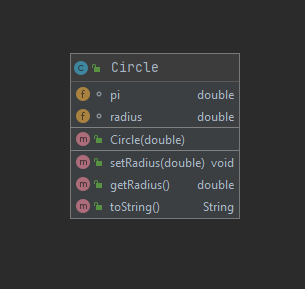 Circle
pi double
radius double
Circle(double)
setRadius(double) void
getRadius() double
toString() String